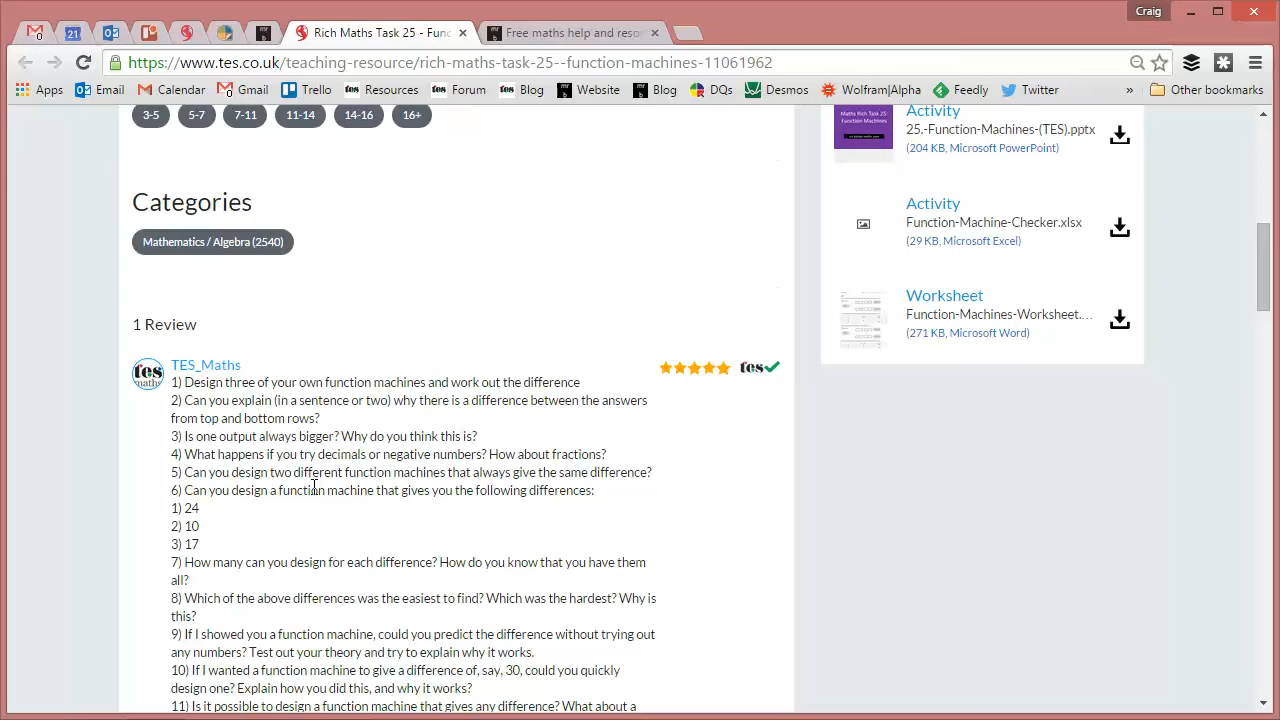 Craig
Rich Maths Task 25 - Func
Free maths help and reso
https://www.tes.co.uk/teaching-resource/rich-maths-task-25--function-machines-11061962
Apps Email Calendar Gmail Trello Resources Forum Blog Website Blog DQs Desmos Wolfram|Alpha Feedly Twitter » Other bookmarks
3-5 5-7 7-11 11-14 14-16 16+
Categories
Mathematics / Algebra (2540)
1 Review
TES_Maths
tes
1) Design three of your own function machines and work out the difference
2) Can you explain (in a sentence or two) why there is a difference between the answers
from top and bottom rows?
3) Is one output always bigger? Why do you think this is?
4) What happens if you try decimals or negative numbers? How about fractions?
5) Can you design two different function machines that always give the same difference?
6) Can you design a function machine that gives you the following differences:
1) 24
2) 10
3) 17
7) How many can you design for each difference? How do you know that you have them
all?
8) Which of the above differences was the easiest to find? Which was the hardest? Why is
this?
9) If I showed you a function machine, could you predict the difference without trying out
any numbers? Test out your theory and try to explain why it works.
10) If I wanted a function machine to give a difference of, say, 30, could you quickly
design one? Explain how you did this, and why it works?
11) Is it possible to design a function machine that gives any difference? What about a
tes
maths
Maths Rich Task 25:
Function Machines
Activity
25.-Function-Machines-(TES).pptx
(204 KB, Microsoft PowerPoint)
Activity
Function-Machine-Checker.xlsx
(29 KB, Microsoft Excel)
Worksheet
Function-Machines-Worksheet....
(271 KB, Microsoft Word)